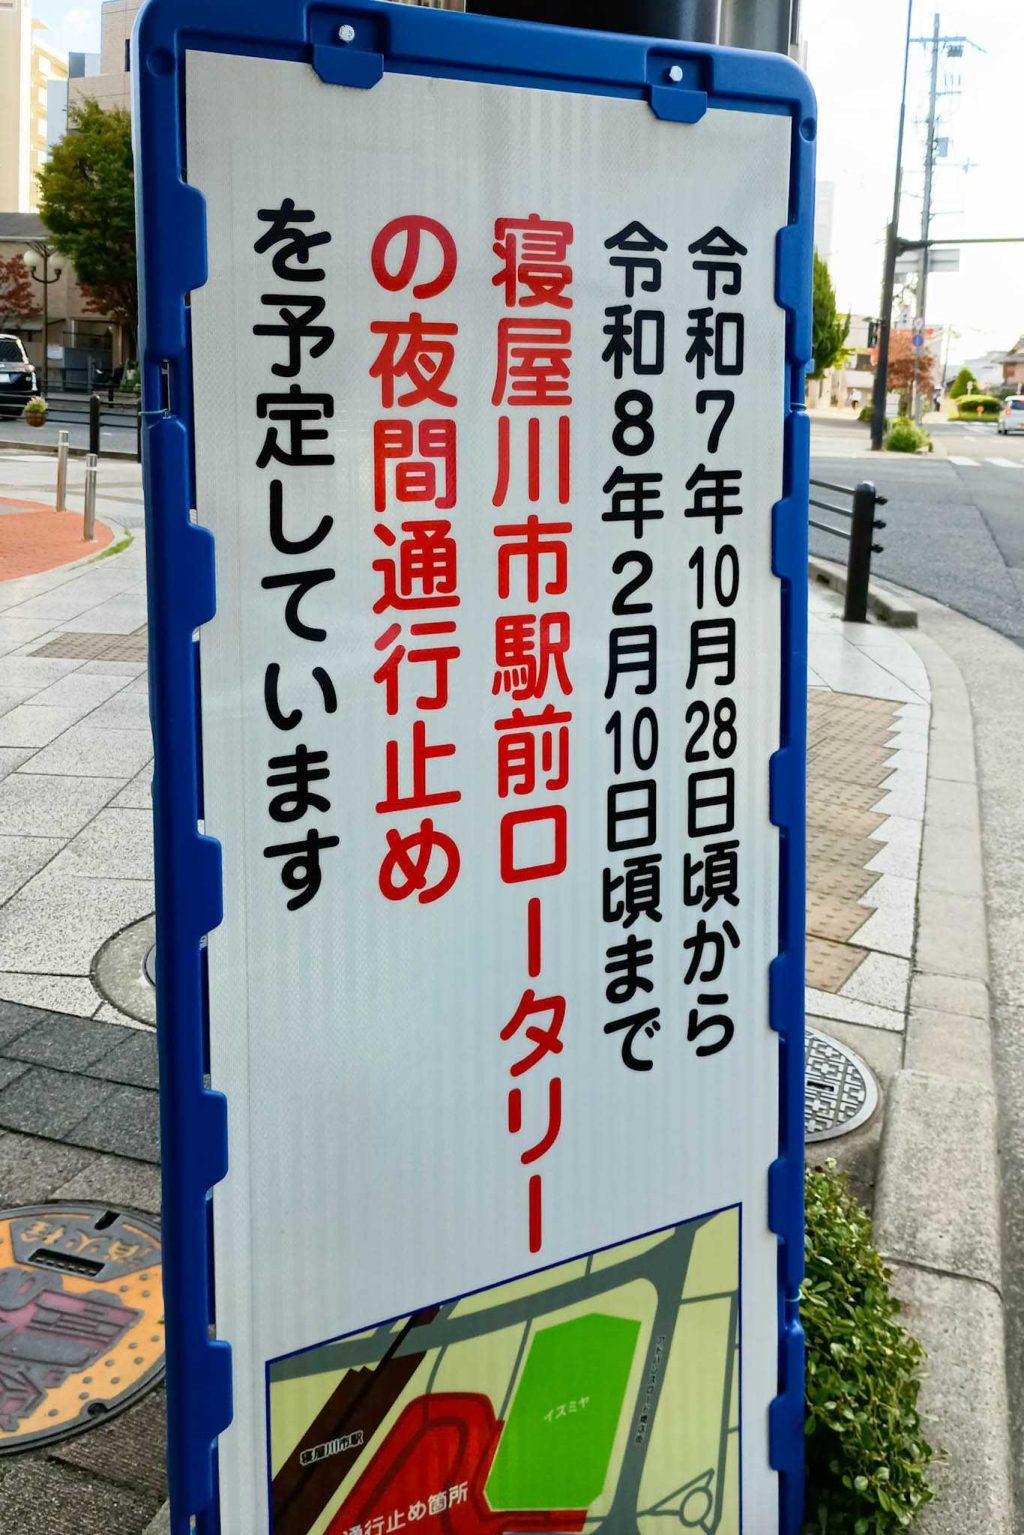 令和7年10月28日頃から
令和8年2月10日頃まで
寝屋川市駅前ロータリー
の夜間通行止め
を予定しています
イズミヤ
寝屋川市駅
通行止め箇所
消火栓